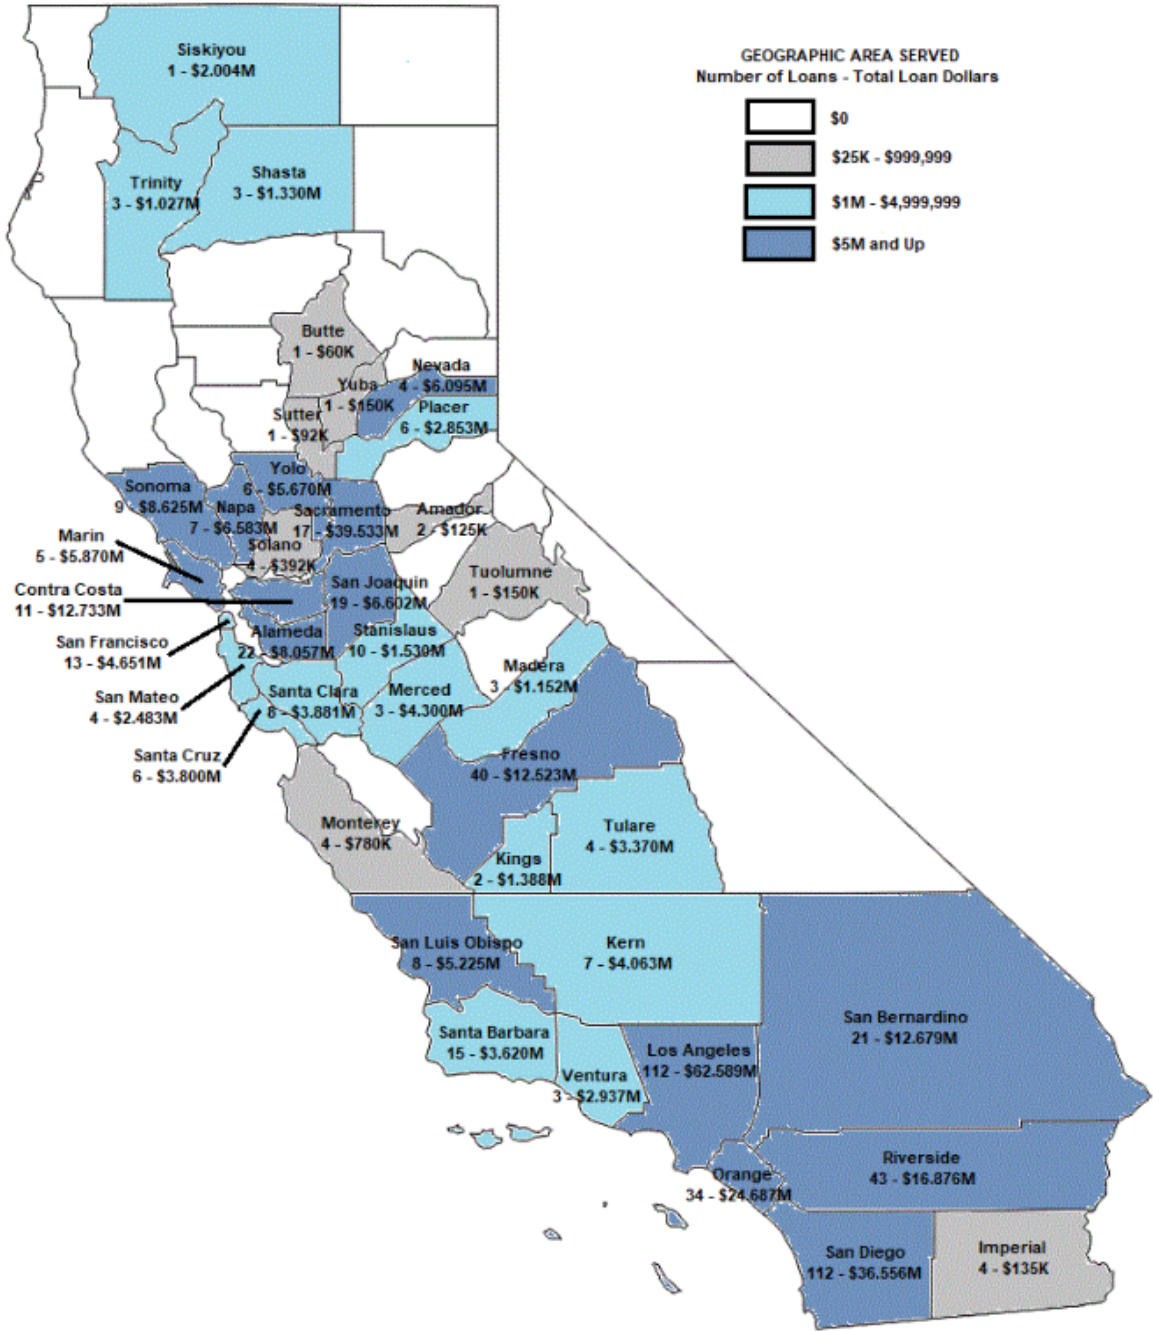 GEOGRAPHIC AREA SERVED
Number of Loans - Total Loan Dollars
$0
$25K - $999,999
$1M - $4,999,999
$5M and Up
Siskiyou
1 - $2.004M
Shasta
3 - $1.330M
Trinity
3 - $1.027M
Butte
1 - $60K
Nevada
4 - $6.095M
Yuba
1 - $150K
Placer
6 - $2.853M
Sutter
1 - $92K
Yolo
6 - $5.670M
Sonoma
9 - $8.625M
Napa
7 - $6.583M
Sacramento
17 - $39.533M
Amador
2 - $125K
Marin
5 - $5.870M
Solano
4 - $392K
Tuolumne
1 - $150K
Contra Costa
11 - $12.733M
San Joaquin
19 - $6.602M
San Francisco
13 - $4.651M
Alameda
22 - $8.057M
Stanislaus
10 - $1.530M
Madera
3 - $1.152M
San Mateo
4 - $2.483M
Santa Clara
8 - $3.881M
Merced
3 - $4.300M
Santa Cruz
6 - $3.800M
Fresno
40 - $12.523M
Monterey
4 - $780K
Tulare
4 - $3.370M
Kings
2 - $1.388M
San Luis Obispo
8 - $5.225M
Kern
7 - $4.063M
San Bernardino
21 - $12.679M
Santa Barbara
15 - $3.620M
Los Angeles
112 - $62.589M
Ventura
3 - $2.937M
Riverside
43 - $16.876M
Orange
34 - $24.687M
San Diego
112 - $36.556M
Imperial
4 - $135K